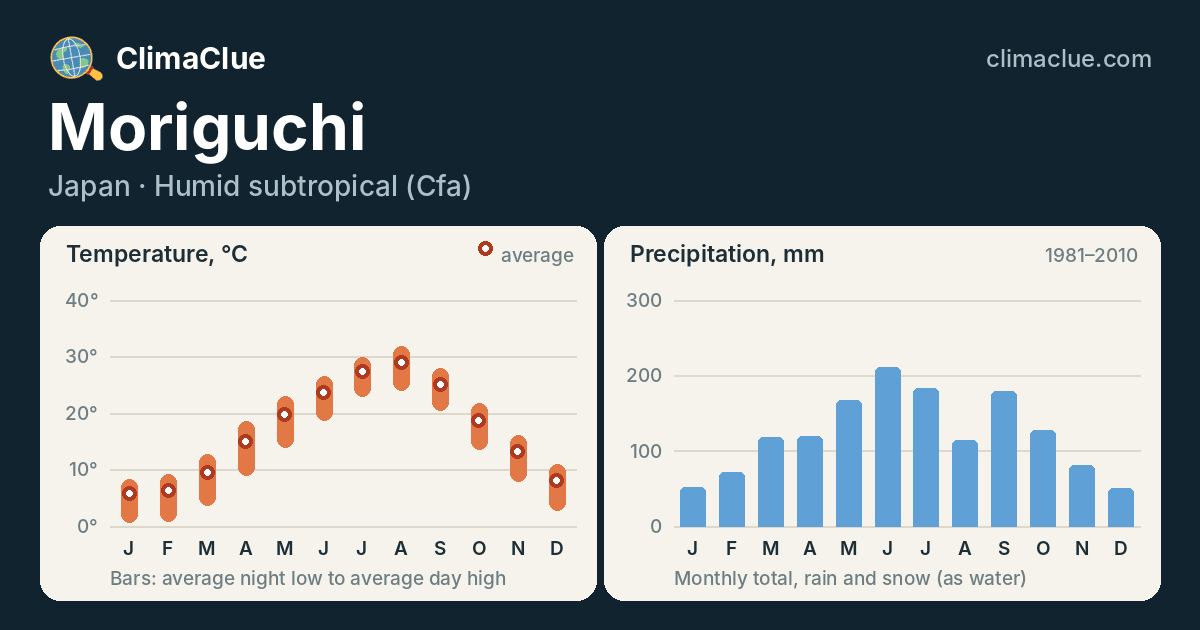 ClimaClue
climaclue.com
Moriguchi
Japan · Humid subtropical (Cfa)
Temperature, °C
average
40°
30°
20°
10°
0°
J F M A M J J A S O N D
Bars: average night low to average day high
Precipitation, mm
1981–2010
300
200
100
0
J F M A M J J A S O N D
Monthly total, rain and snow (as water)